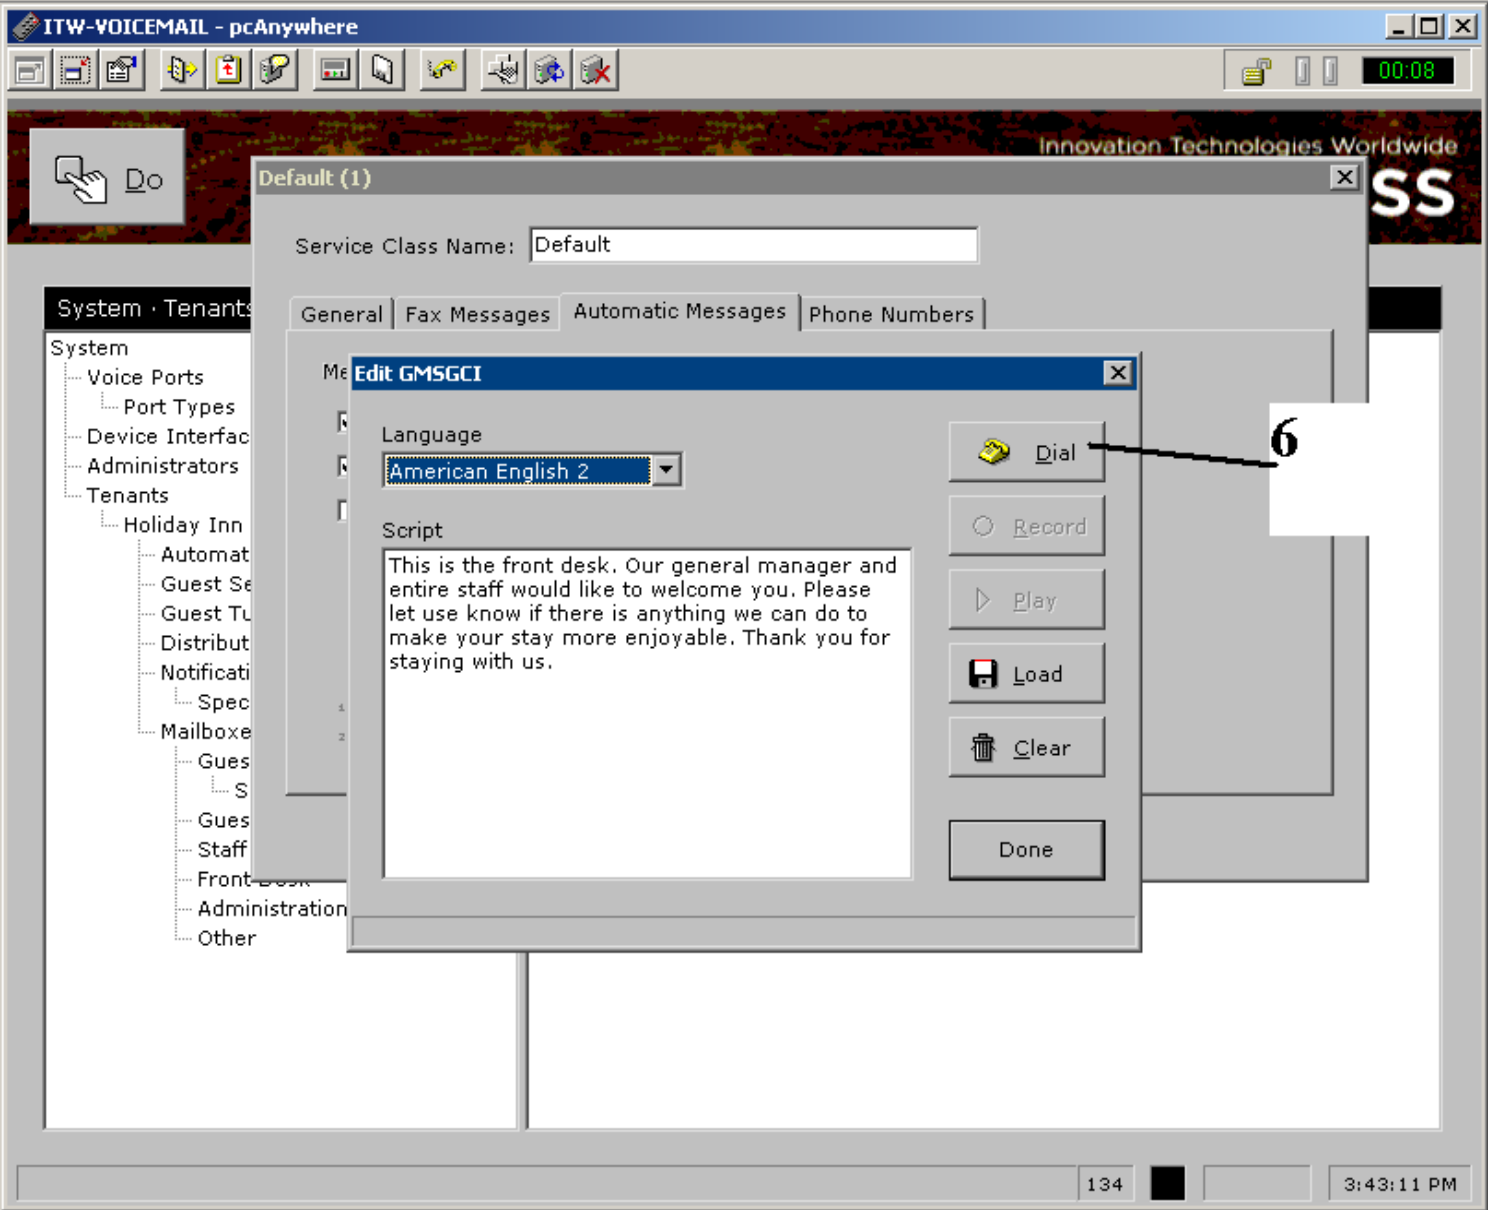 ITW-VOICEMAIL - pcAnywhere
00:08
Do
Innovation Technologies Worldwide
SS
Default (1)
Service Class Name: Default
System · Tenants
General
Fax Messages
Automatic Messages
Phone Numbers
System
Voice Ports
Port Types
Device Interfac
Administrators
Tenants
Holiday Inn
Automat
Guest Se
Guest Tu
Distribut
Notificati
Spec
Mailboxe
Gues
S
Gues
Staff
Front Desk
Administration
Other
Me
1
2
Edit GMSGCI
Language
American English 2
Script
This is the front desk. Our general manager and
entire staff would like to welcome you. Please
let use know if there is anything we can do to
make your stay more enjoyable. Thank you for
staying with us.
Dial
Record
Play
Load
Clear
Done
6
134
3:43:11 PM